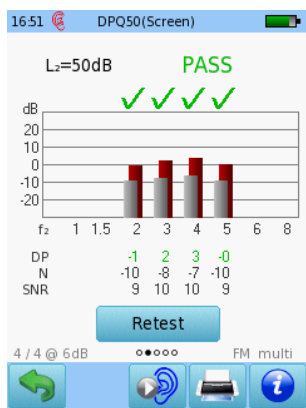 16:51 DPQ50(Screen)
L₂=50dB PASS
dB
20
10
0
-10
-20
f₂ 1 1.5 2 3 4 5 6 8
DP -1 2 3 -0
N -10 -8 -7 -10
SNR 9 10 10 9
Retest
4 / 4 @ 6dB FM multi
i